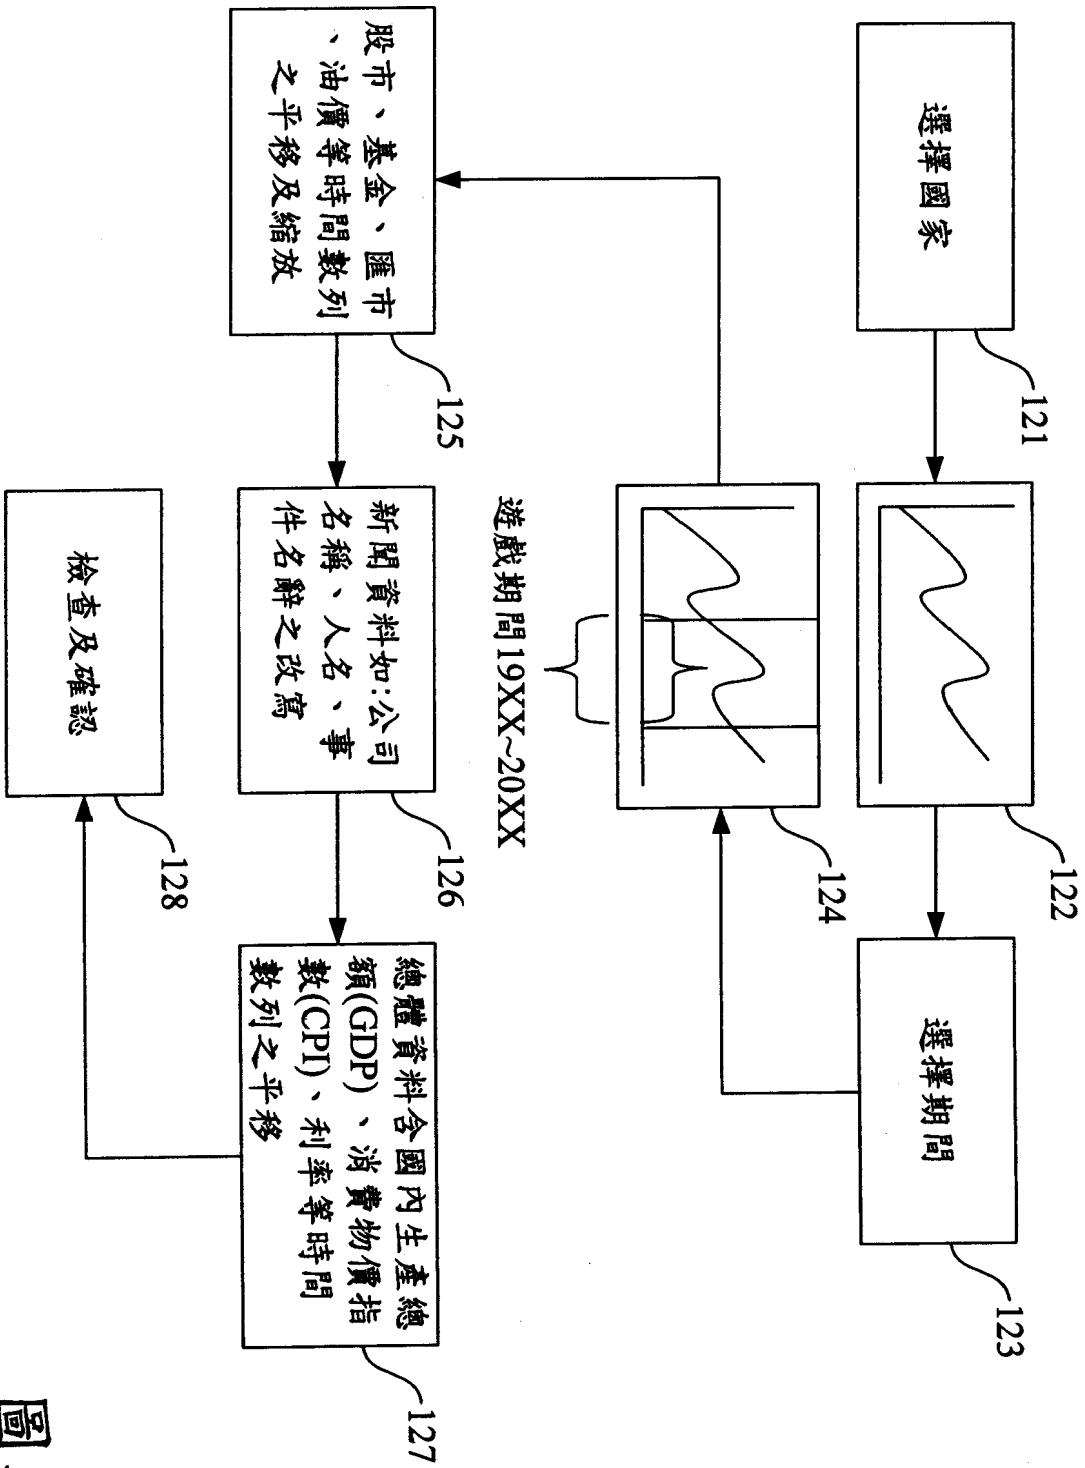 選擇國家
121
122
選擇期間
123
124
遊戲期間19XX~20XX
股市、基金、匯市
、油價等時間數列
之平移及縮放
125
新聞資料如:公司
名稱、人名、事
件名辭之改寫
126
總體資料含國內生產總
額(GDP)、消費物價指
數(CPI)、利率等時間
數列之平移
127
檢查及確認
128
圖